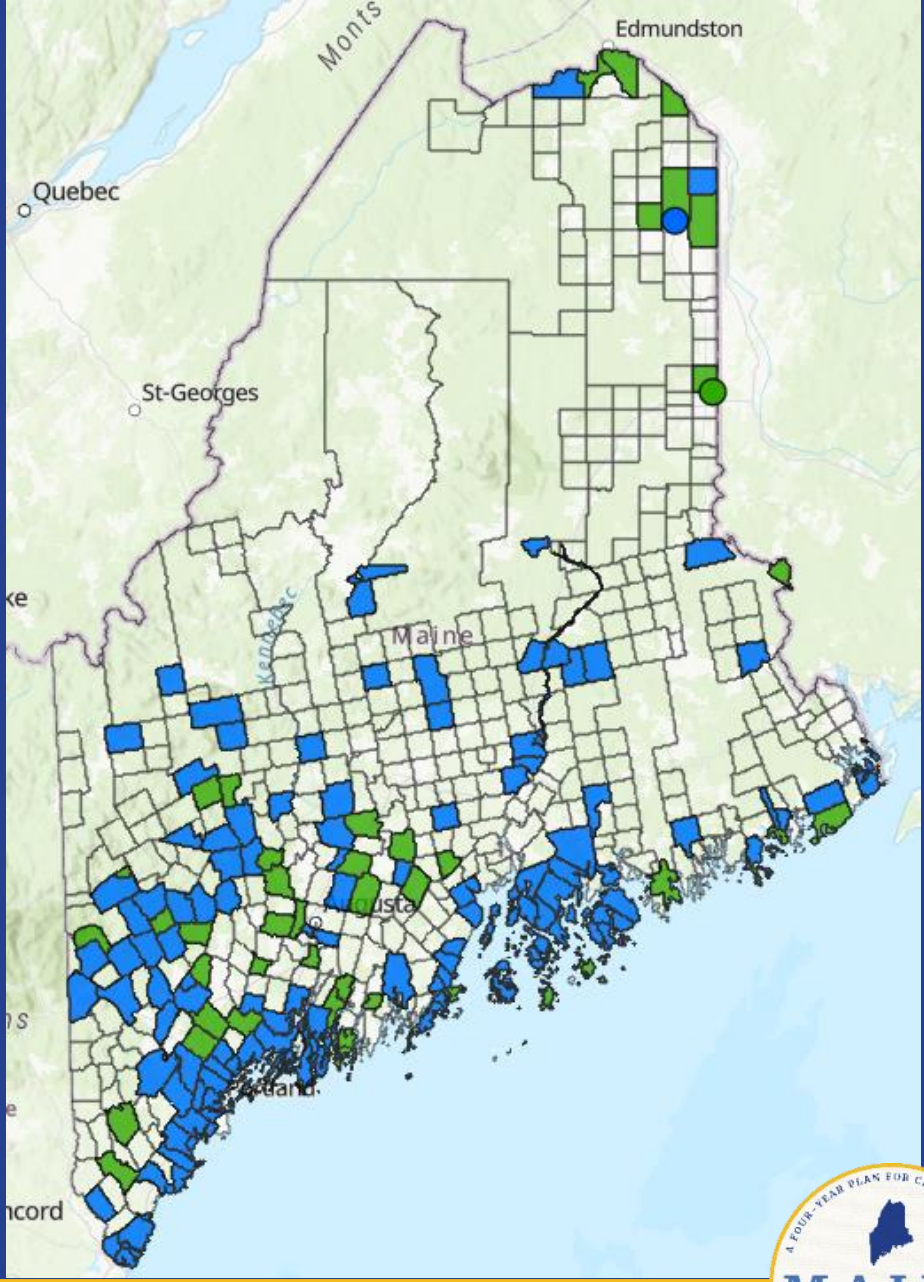 Edmundston
Monts
Quebec
St-Georges
ke
Kennebec
Maine
Augusta
ns
Portland
e
ncord
A FOUR-YEAR PLAN FOR C